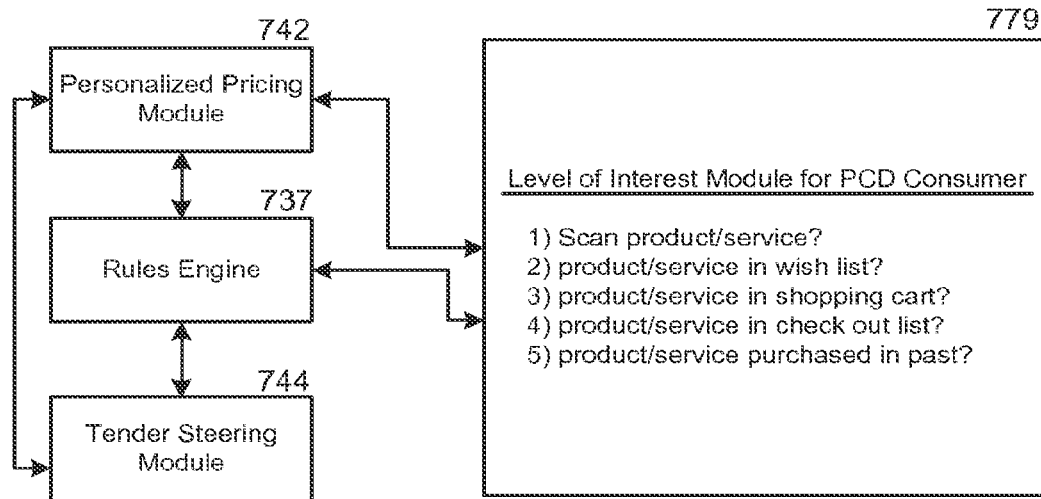 742
Personalized Pricing
Module
737
Rules Engine
744
Tender Steering
Module
779
Level of Interest Module for PCD Consumer
1) Scan product/service?
2) product/service in wish list?
3) product/service in shopping cart?
4) product/service in check out list?
5) product/service purchased in past?